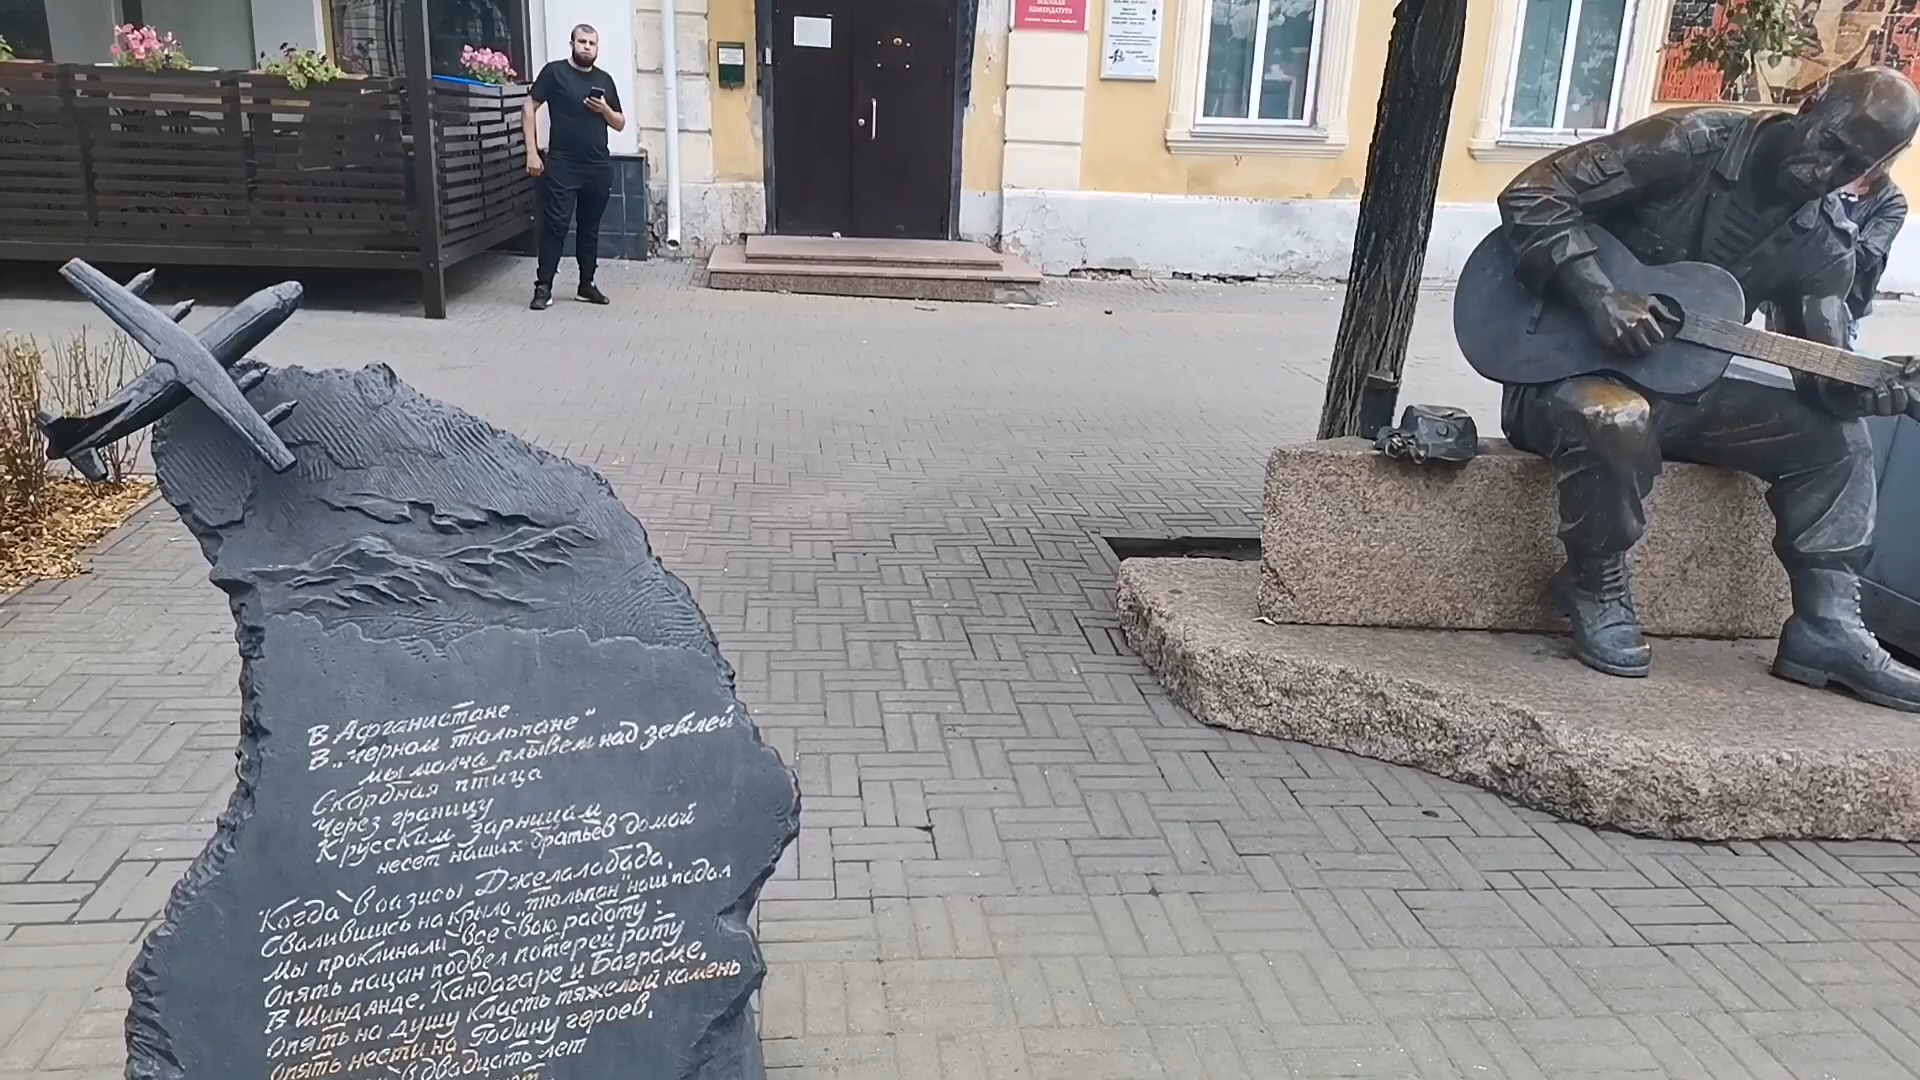 ВОЕННАЯ
КОМЕНДАТУРА
В Афганистане
В „Черном тюльпане"
мы молча плывем над землей
Скорбная птица
Через границу
К русским зарницам
несет наших братьев домой
Когда в оазисы Джелалабада,
Свалившись на крыло, "тюльпан" наш падал
Мы проклинали все свою работу:
Опять пацан подвел потерей роту
В Шинданде, Кандагаре и Баграме,
Опять на душу класть тяжелый камень
Опять нести на Родину героев,
в двадцать лет